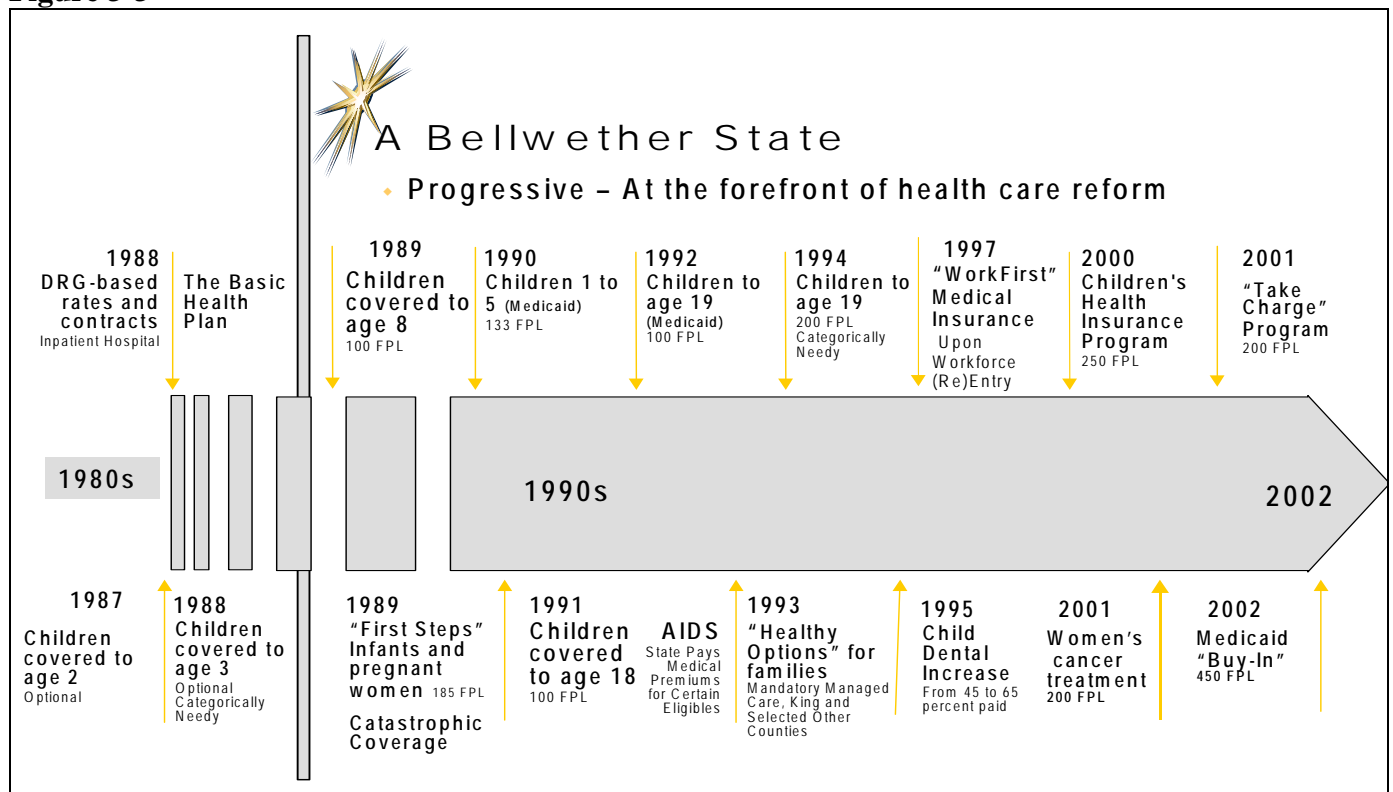 A Bellwether State
Progressive – At the forefront of health care reform
1988
DRG-based
rates and
contracts
Inpatient Hospital
The Basic
Health
Plan
1989
Children
covered to
age 8
100 FPL
1990
Children 1 to
5 (Medicaid)
133 FPL
1992
Children to
age 19
(Medicaid)
100 FPL
1994
Children to
age 19
200 FPL
Categorically
Needy
1997
“WorkFirst”
Medical
Insurance
Upon
Workforce
(Re)Entry
2000
Children's
Health
Insurance
Program
250 FPL
2001
“Take
Charge”
Program
200 FPL
1980s
1990s
2002
1987
Children
covered to
age 2
Optional
1988
Children
covered to
age 3
Optional
Categorically
Needy
1989
“First Steps”
Infants and
pregnant
women 185 FPL
Catastrophic
Coverage
1991
Children
covered
to age 18
100 FPL
AIDS
State Pays
Medical
Premiums
for Certain
Eligibles
1993
“Healthy
Options” for
families
Mandatory Managed
Care, King and
Selected Other
Counties
1995
Child
Dental
Increase
From 45 to 65
percent paid
2001
Women’s
cancer
treatment
200 FPL
2002
Medicaid
“Buy-In”
450 FPL